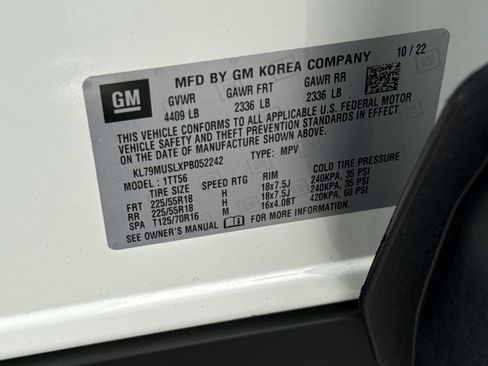 GM
MFD BY GM KOREA COMPANY
10 / 22
GVWR GAWR FRT GAWR RR
4409 LB 2336 LB 2336 LB
THIS VEHICLE CONFORMS TO ALL APPLICABLE U.S. FEDERAL MOTOR
VEHICLE SAFETY AND THEFT PREVENTION STANDARDS IN EFFECT
ON THE DATE OF MANUFACTURE SHOWN ABOVE.
KL79MUSLXPB052242 TYPE: MPV
MODEL: 1TT56
TIRE SIZE SPEED RTG RIM COLD TIRE PRESSURE
FRT 225/55R18 H 18x7.5J 240KPA, 35 PSI
RR 225/55R18 H 18x7.5J 240KPA, 35 PSI
SPA T125/70R16 M 16x4.0BT 420KPA, 60 PSI
SEE OWNER'S MANUAL FOR MORE INFORMATION.